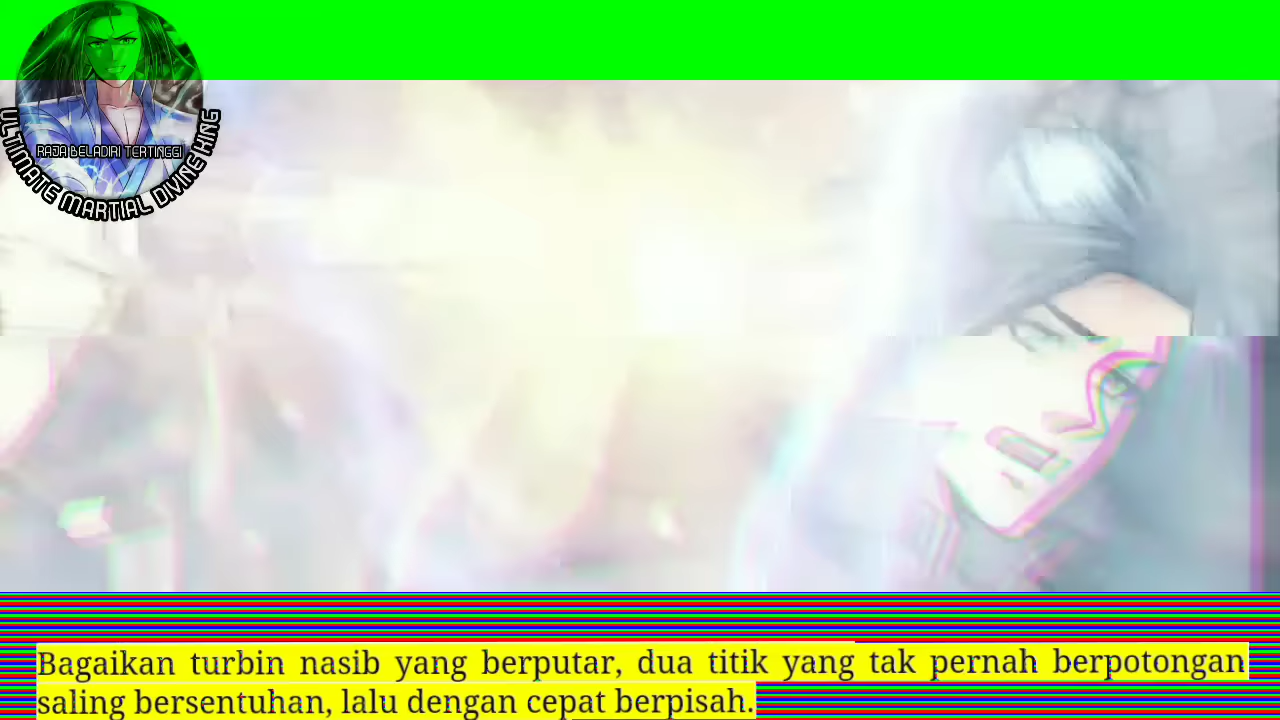 RAJA BELADIRI TERTINGGI
ULTIMATE MARTIAL DIVINE KING
Bagaikan turbin nasib yang berputar, dua titik yang tak pernah berpotongan
saling bersentuhan, lalu dengan cepat berpisah.